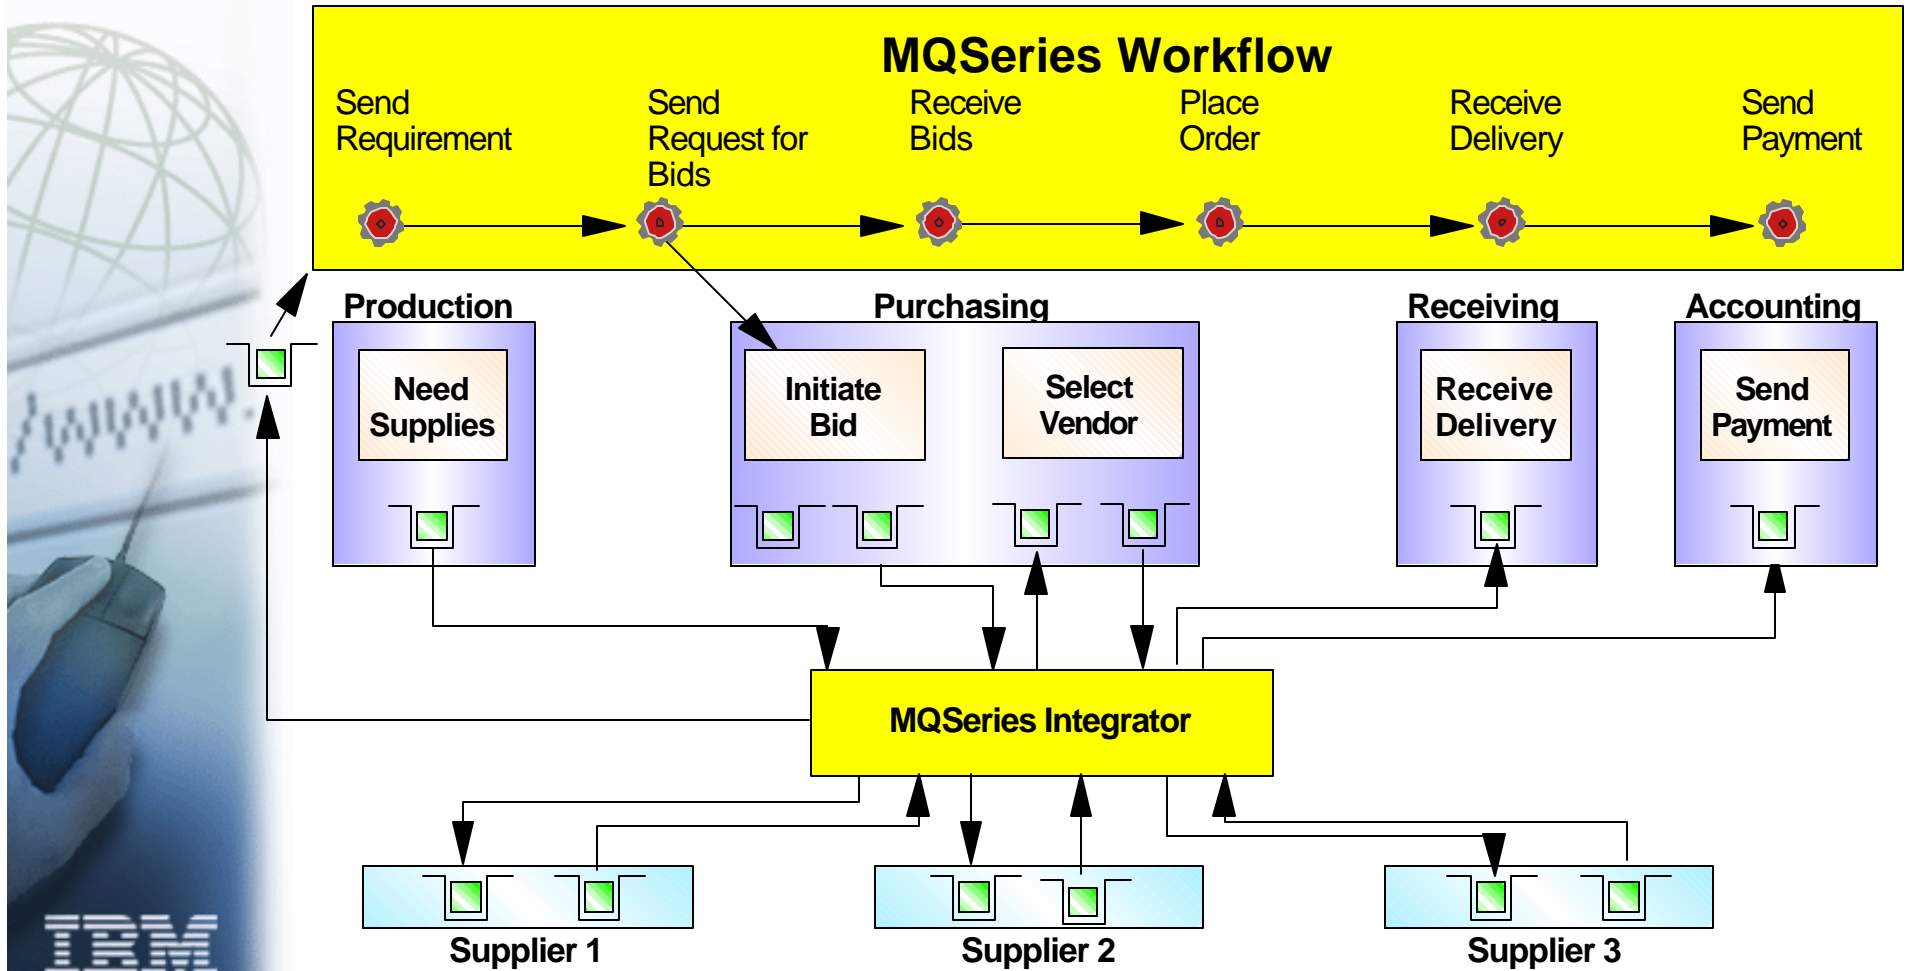 MQSeries Workflow
Send
Requirement
Send
Request for
Bids
Receive
Bids
Place
Order
Receive
Delivery
Send
Payment
Production
Purchasing
Receiving
Accounting
Need
Supplies
Initiate
Bid
Select
Vendor
Receive
Delivery
Send
Payment
MQSeries Integrator
Supplier 1
Supplier 2
Supplier 3
IBM